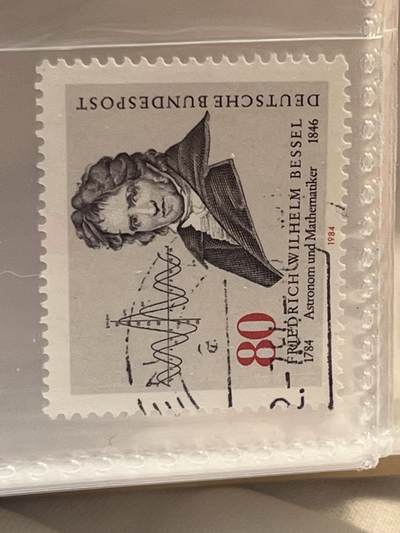 DEUTSCHE BUNDESPOST
80
FRIEDRICH WILHELM BESSEL
1784 Astronom und Mathematiker 1846
1984